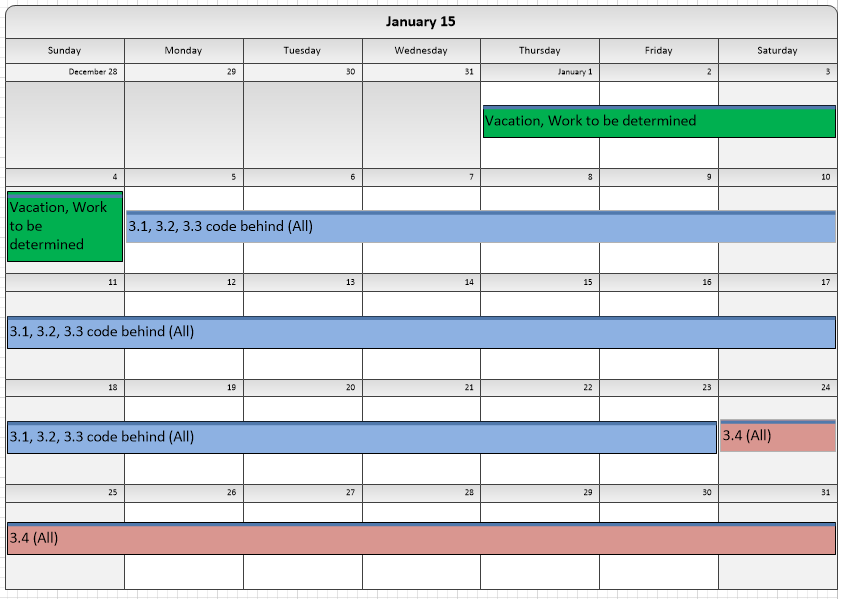 January 15
Sunday Monday Tuesday Wednesday Thursday Friday Saturday
December 28 29 30 31 January 1 2 3
Vacation, Work to be determined
4 5 6 7 8 9 10
Vacation, Work
to be
determined
3.1, 3.2, 3.3 code behind (All)
11 12 13 14 15 16 17
3.1, 3.2, 3.3 code behind (All)
18 19 20 21 22 23 24
3.1, 3.2, 3.3 code behind (All)
3.4 (All)
25 26 27 28 29 30 31
3.4 (All)